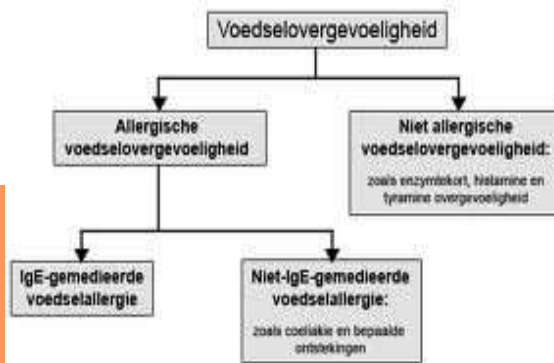 Voedselovergevoeligheid
Allergische
voedselovergevoeligheid
Niet allergische
voedselovergevoeligheid:
zoals enzymtekort, histamine en
tyramine overgevoeligheid
IgE-gemedieerde
voedselallergie
Niet-IgE-gemedieerde
voedselallergie:
zoals coeliakie en bepaalde
ontstekingen